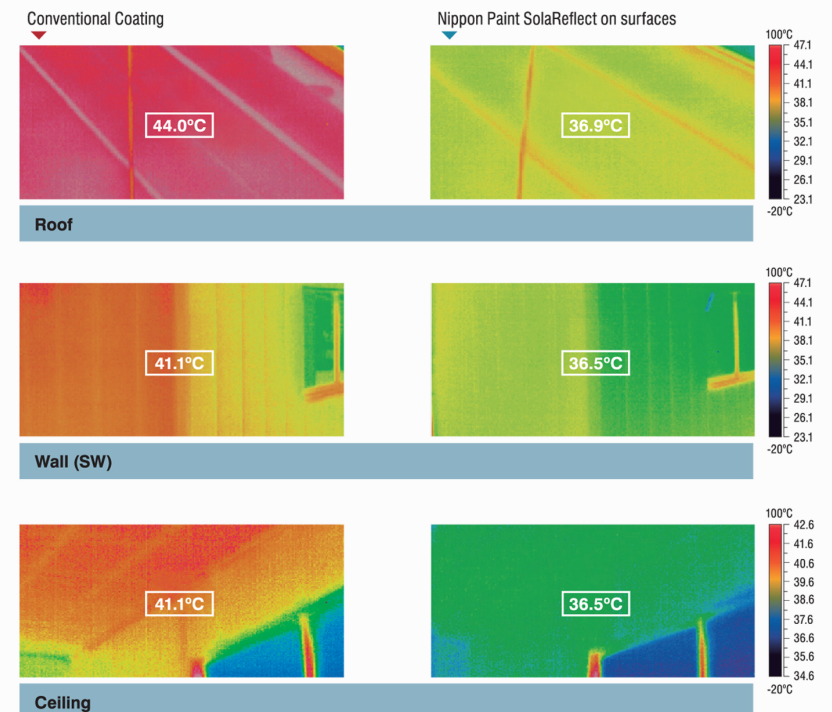 Conventional Coating
Nippon Paint SolaReflect on surfaces
44.0ºC
36.9ºC
100ºC
47.1
44.1
41.1
38.1
35.1
32.1
29.1
26.1
23.1
-20ºC
Roof
41.1ºC
36.5ºC
100ºC
47.1
44.1
41.1
38.1
35.1
32.1
29.1
26.1
23.1
-20ºC
Wall (SW)
41.1ºC
36.5ºC
100ºC
42.6
41.6
40.6
39.6
38.6
37.6
36.6
35.6
34.6
-20ºC
Ceiling